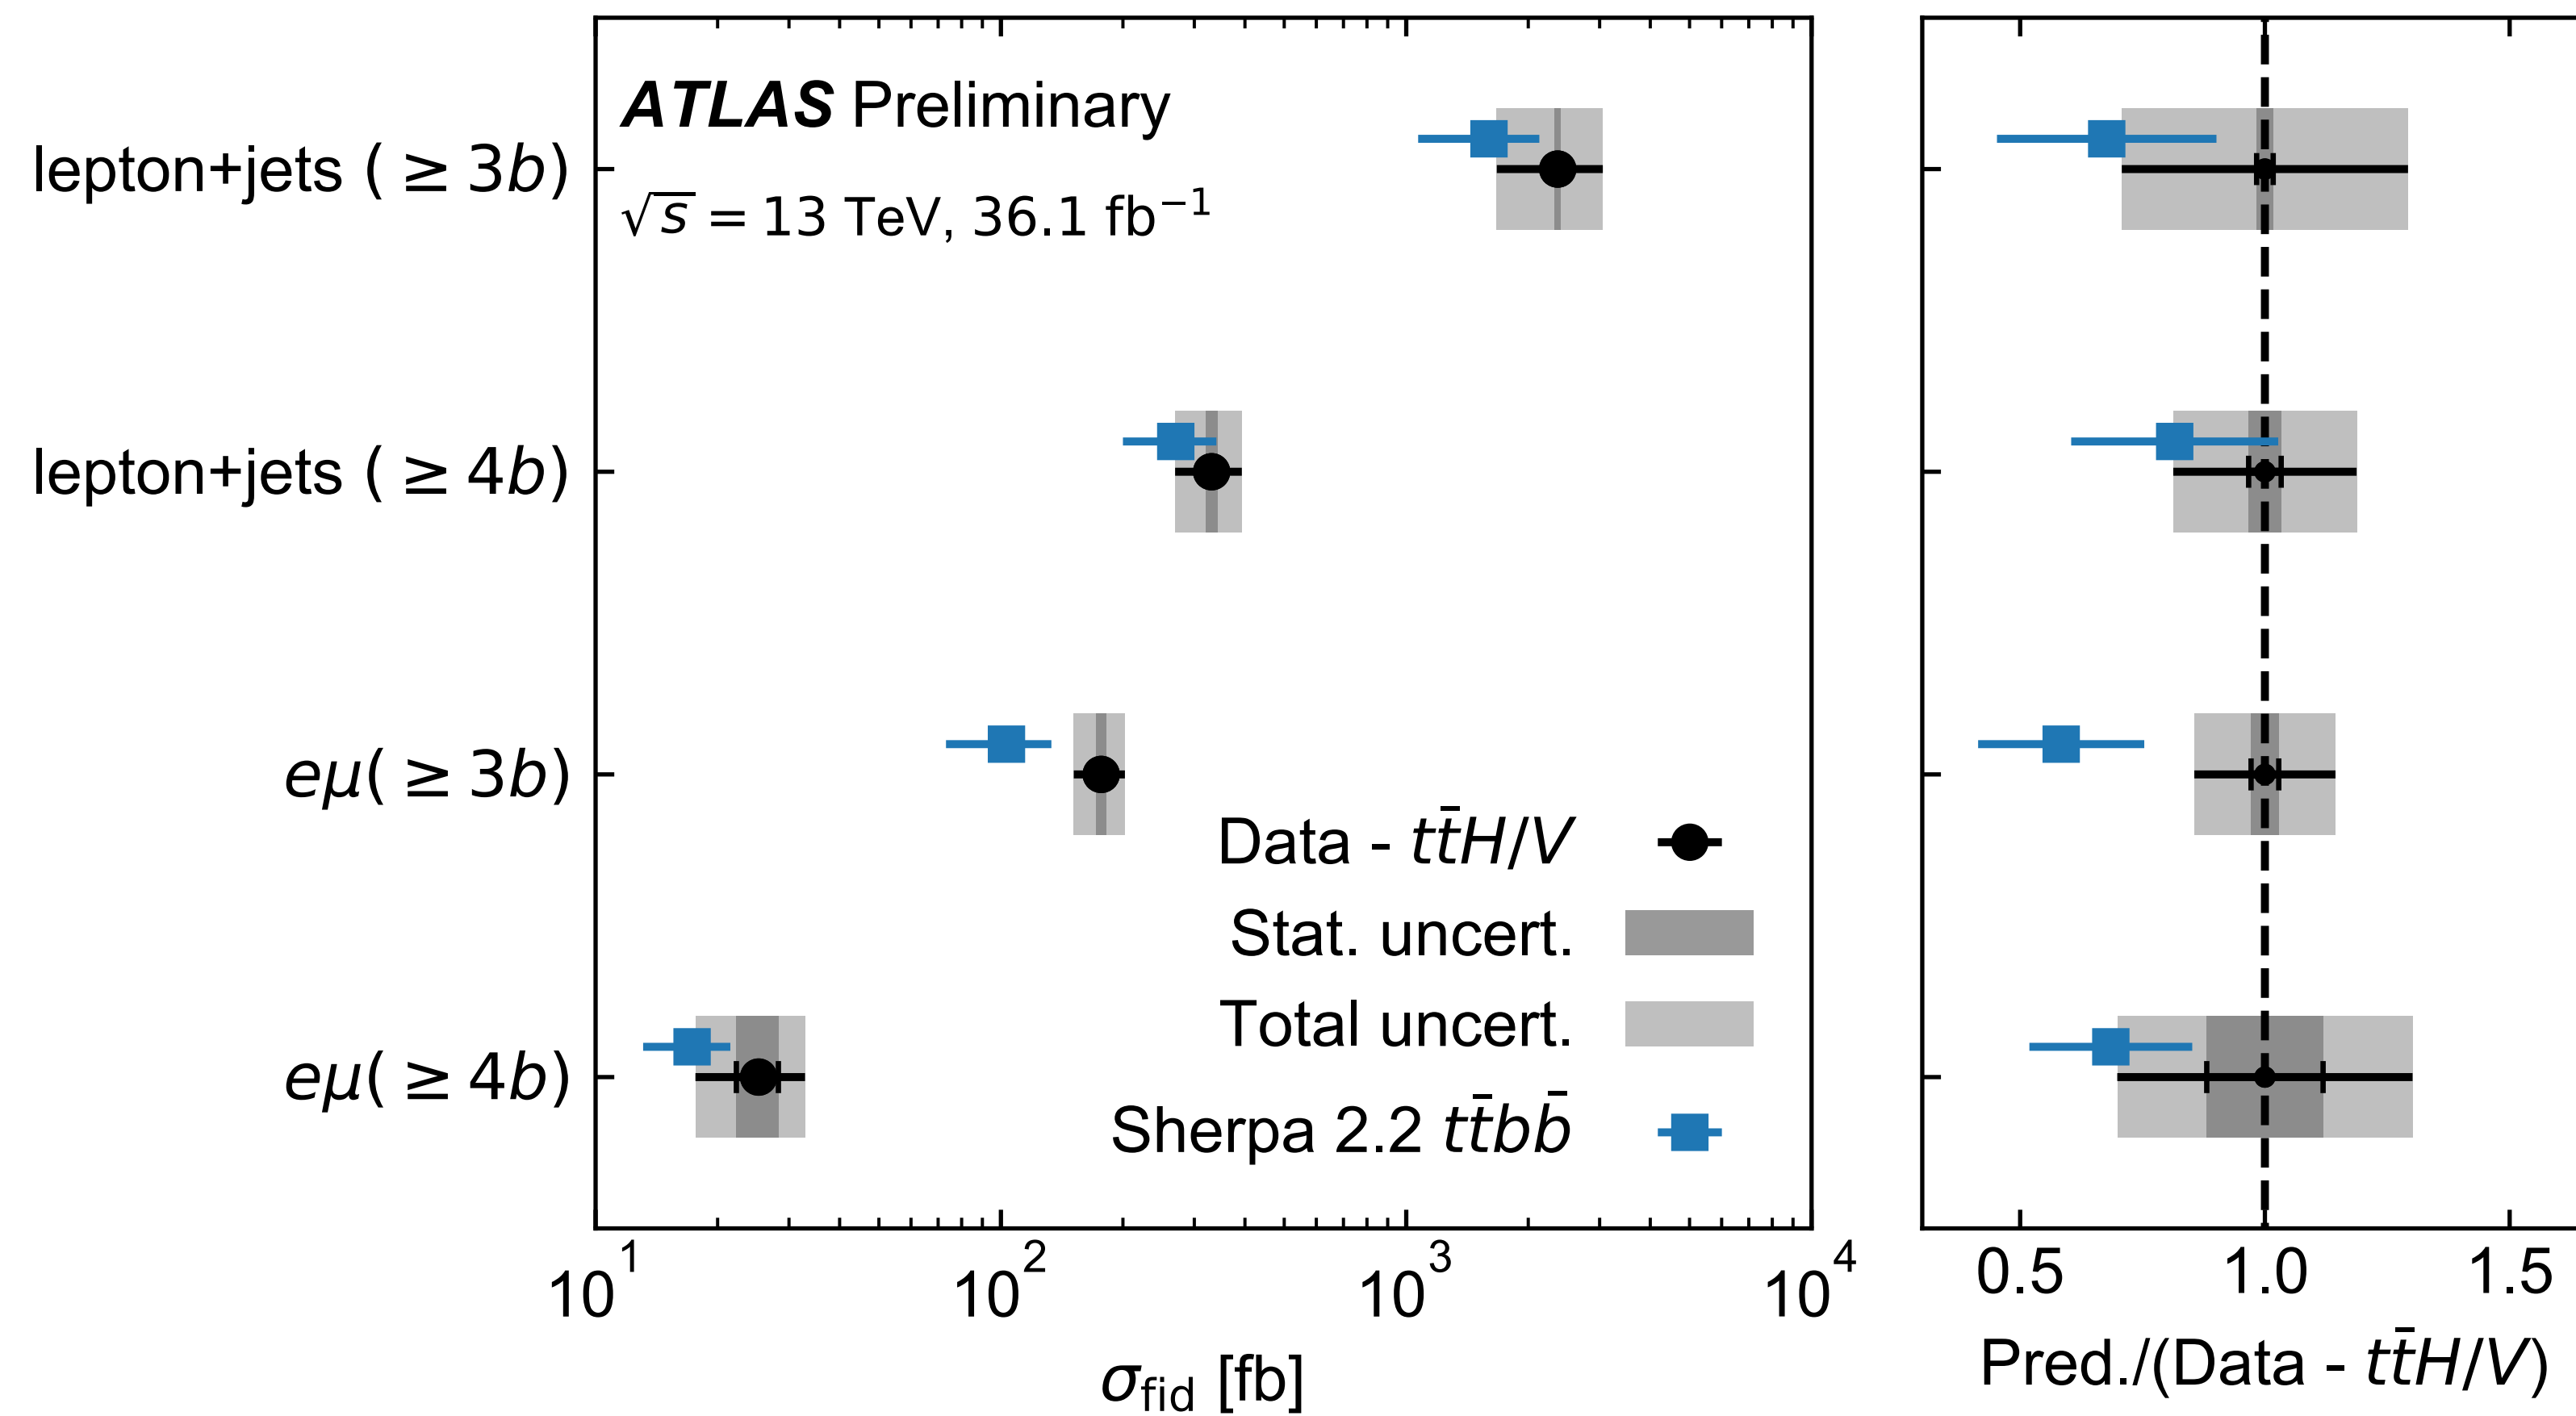 ATLAS Preliminary
√s = 13 TeV, 36.1 fb⁻¹
lepton+jets ( ≥ 3b)
lepton+jets ( ≥ 4b)
eμ( ≥ 3b)
eμ( ≥ 4b)
Data - tt̄H/V
Stat. uncert.
Total uncert.
Sherpa 2.2 tt̄bb̄
10¹ 10² 10³ 10⁴
σ_fid [fb]
0.5 1.0 1.5
Pred./(Data - tt̄H/V)